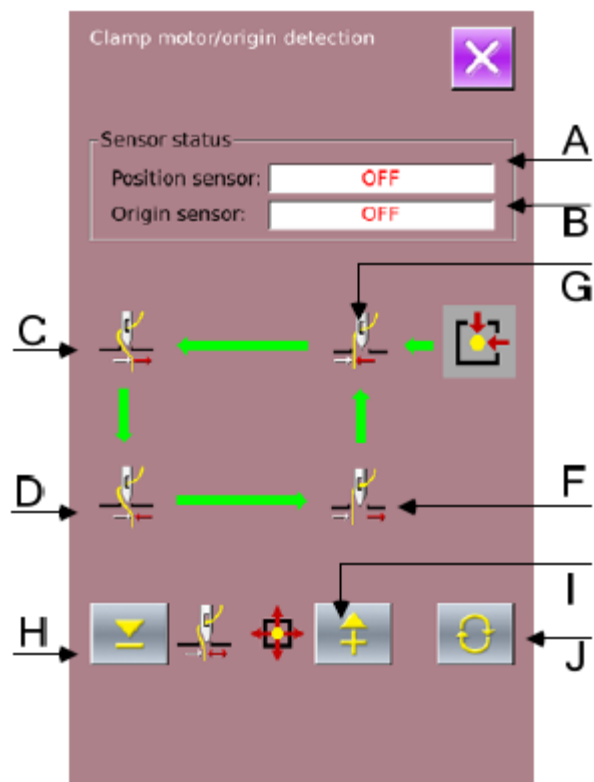 Clamp motor/origin detection
Sensor status
Position sensor: OFF
Origin sensor: OFF
A
B
G
C
D
F
H
I
J